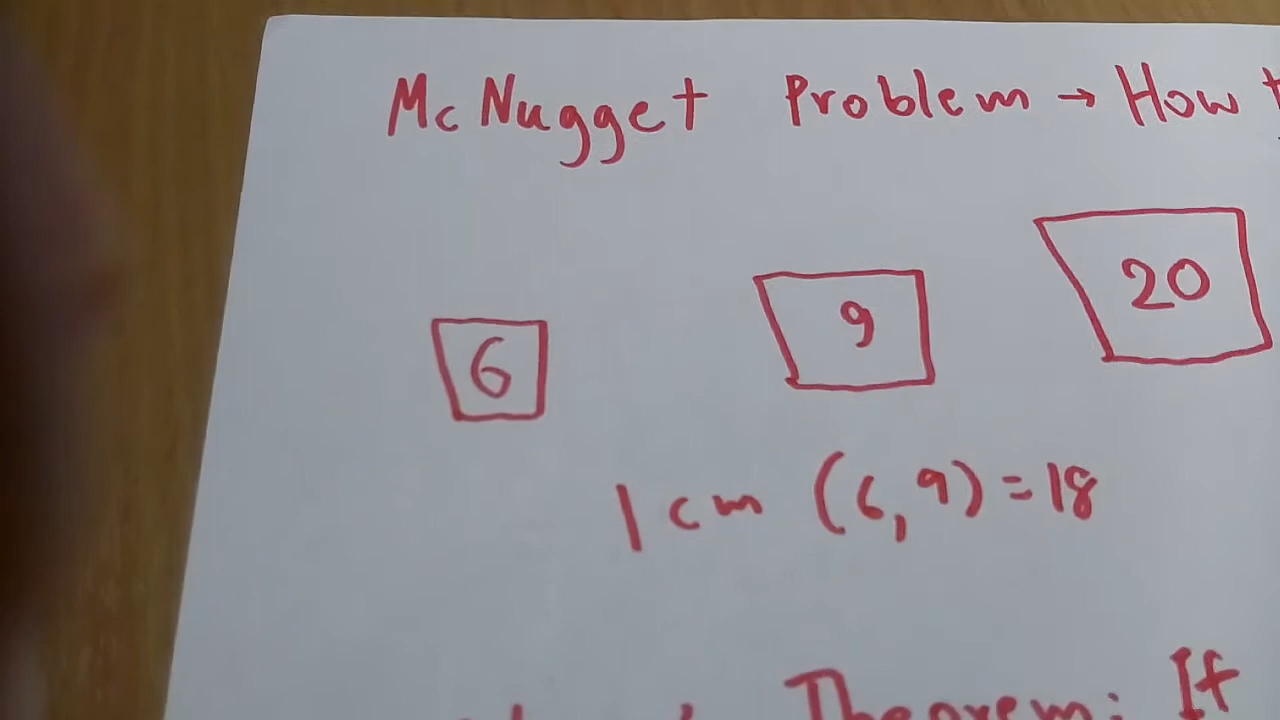 McNugget Problem → How
6
9
20
lcm (6,9) = 18
Theorem: If